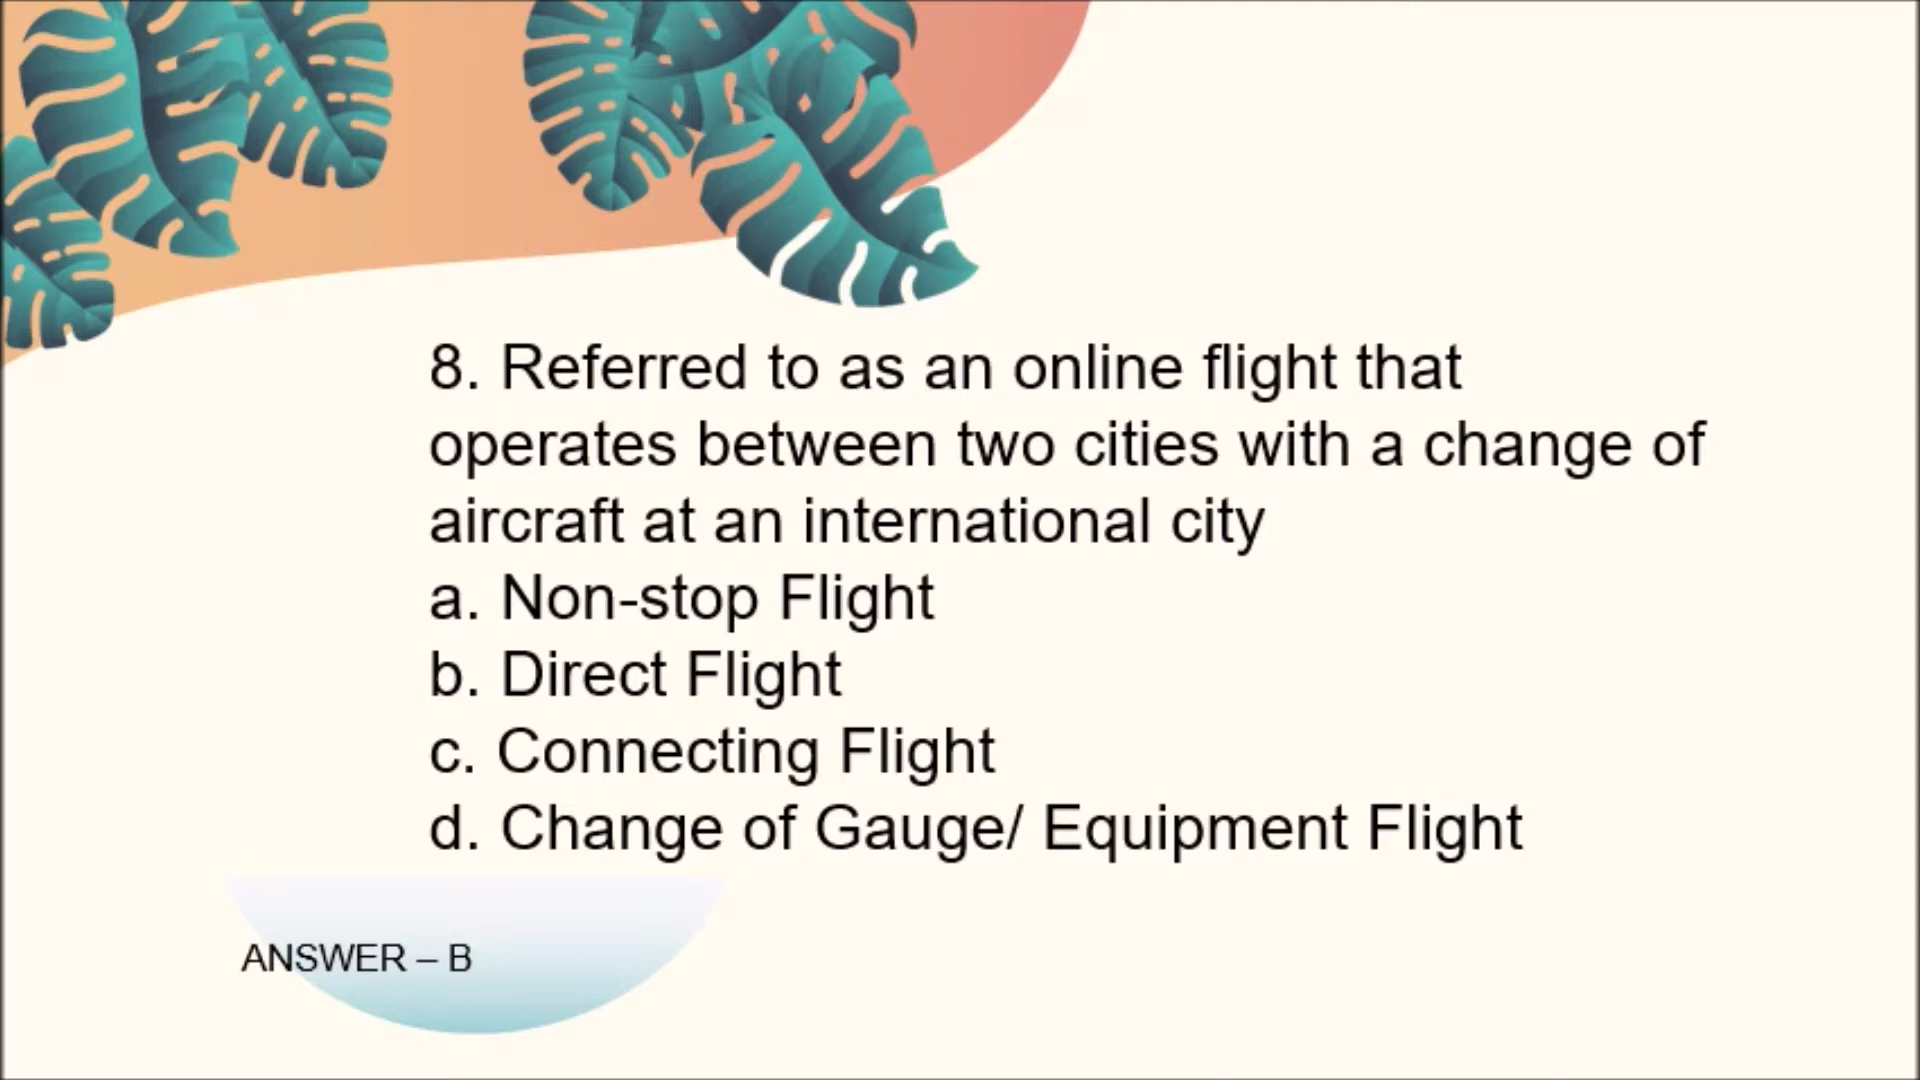 8. Referred to as an online flight that
operates between two cities with a change of
aircraft at an international city
a. Non-stop Flight
b. Direct Flight
c. Connecting Flight
d. Change of Gauge/ Equipment Flight
ANSWER – B